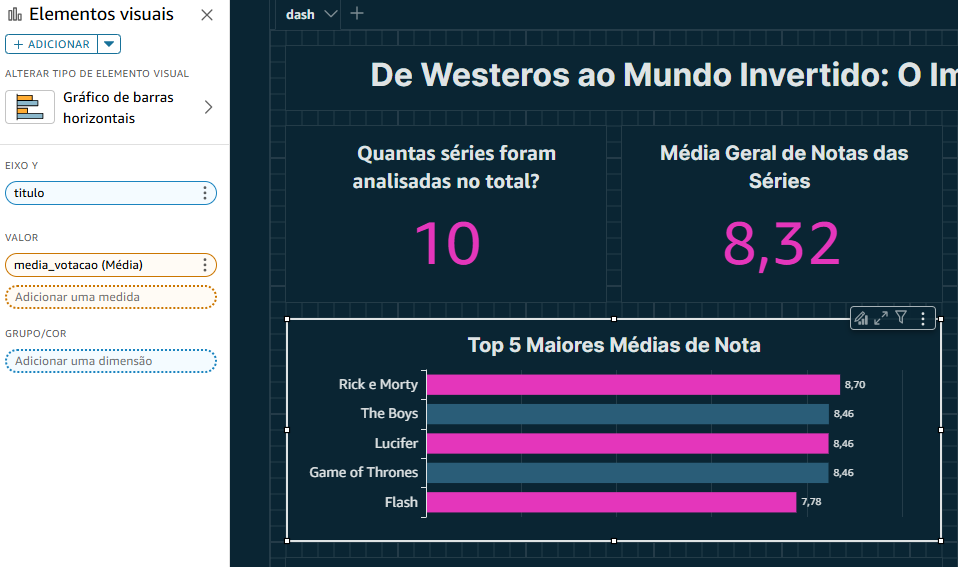 Elementos visuais
ADICIONAR
ALTERAR TIPO DE ELEMENTO VISUAL
Gráfico de barras
horizontais
EIXO Y
titulo
VALOR
media_votacao (Média)
Adicionar uma medida
GRUPO/COR
Adicionar uma dimensão
dash
De Westeros ao Mundo Invertido: O Im
Quantas séries foram
analisadas no total?
10
Média Geral de Notas das
Séries
8,32
Top 5 Maiores Médias de Nota
Rick e Morty 8,70
The Boys 8,46
Lucifer 8,46
Game of Thrones 8,46
Flash 7,78